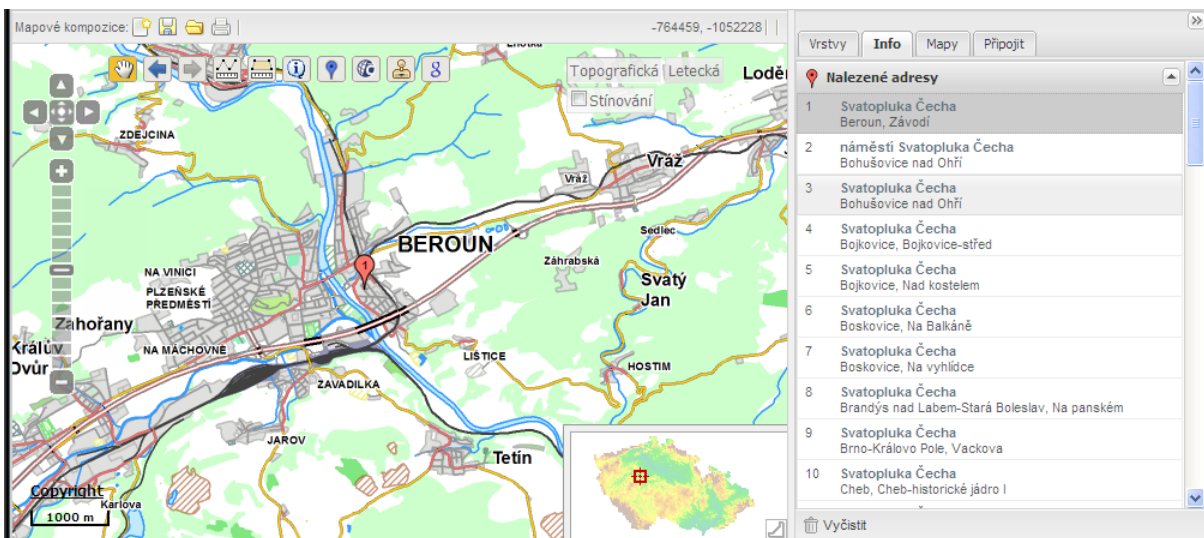 Mapové kompozice:
-764459, -1052228
Topografická Letecká
Stínování
Loděn
ZDEJCINA
Vráž
Vráž
BEROUN
Sedlec
Záhrabská
Svatý
Jan
1
NA VINICI
PLZEŇSKÉ
PŘEDMĚSTÍ
Zahořany
Králův
Dvůr
NA MÁCHOVNĚ
LIŠTICE
HOSTIM
ZAVADILKA
JAROV
Tetín
Copyright
Karlova
1000 m
Vrstvy Info Mapy Připojit
Nalezené adresy
1 Svatopluka Čecha
Beroun, Závodí
2 náměstí Svatopluka Čecha
Bohušovice nad Ohří
3 Svatopluka Čecha
Bohušovice nad Ohří
4 Svatopluka Čecha
Bojkovice, Bojkovice-střed
5 Svatopluka Čecha
Bojkovice, Nad kostelem
6 Svatopluka Čecha
Boskovice, Na Balkáně
7 Svatopluka Čecha
Boskovice, Na vyhlídce
8 Svatopluka Čecha
Brandýs nad Labem-Stará Boleslav, Na panském
9 Svatopluka Čecha
Brno-Královo Pole, Vackova
10 Svatopluka Čecha
Cheb, Cheb-historické jádro I
Vyčistit